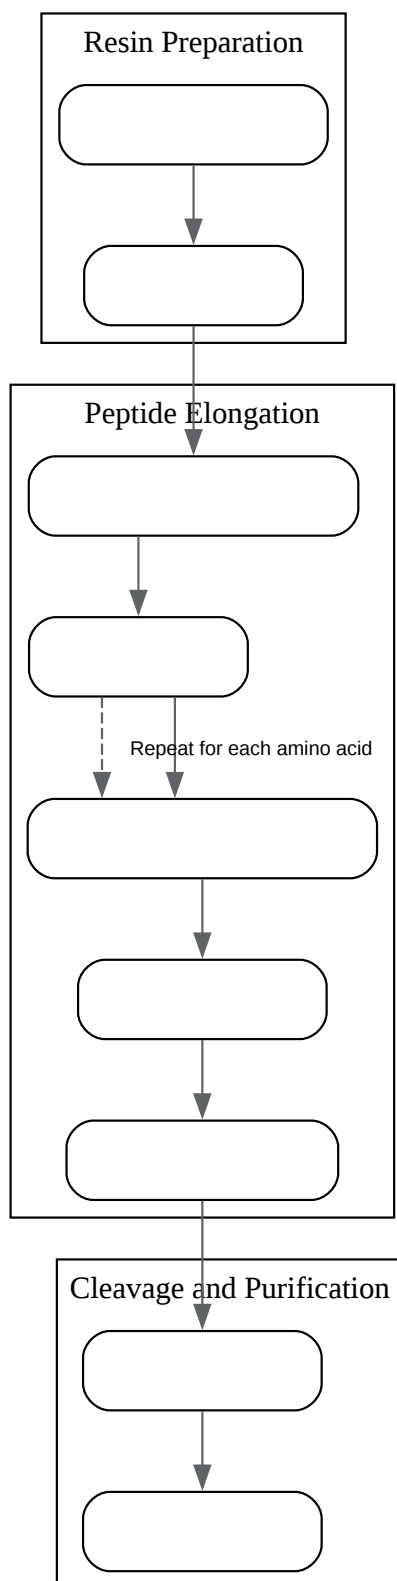 Resin Preparation
Peptide Elongation
Repeat for each amino acid
Cleavage and Purification